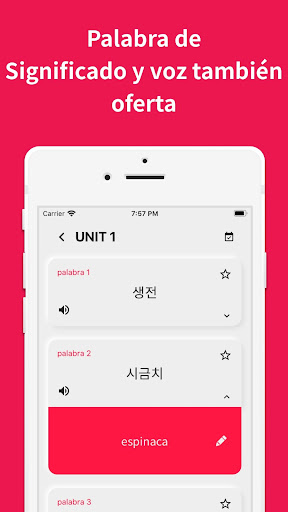 Palabra de
Significado y voz también
oferta
Carrier 7:57 PM
UNIT 1
palabra 1
생전
palabra 2
시금치
espinaca
palabra 3